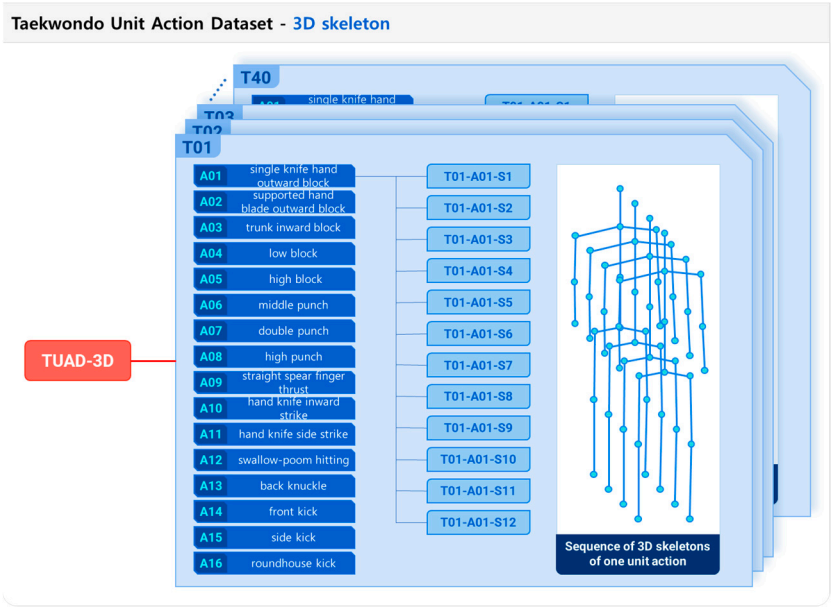 Taekwondo Unit Action Dataset - 3D skeleton
T40
single knife hand
T03
T02
T01
A01 single knife hand
outward block
A02 supported hand
blade outward block
A03 trunk inward block
A04 low block
A05 high block
A06 middle punch
A07 double punch
A08 high punch
A09 straight spear finger
thrust
A10 hand knife inward
strike
A11 hand knife side strike
A12 swallow-poom hitting
A13 back knuckle
A14 front kick
A15 side kick
A16 roundhouse kick
T01-A01-S1
T01-A01-S2
T01-A01-S3
T01-A01-S4
T01-A01-S5
T01-A01-S6
T01-A01-S7
T01-A01-S8
T01-A01-S9
T01-A01-S10
T01-A01-S11
T01-A01-S12
TUAD-3D
Sequence of 3D skeletons
of one unit action